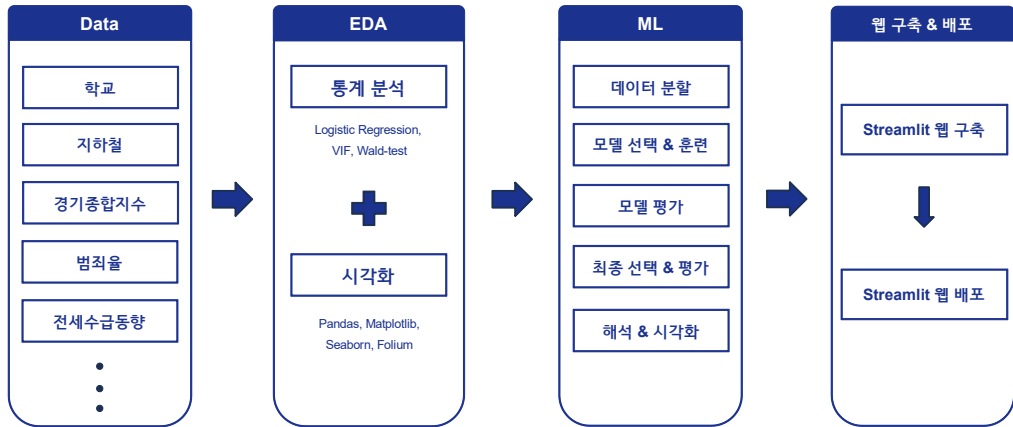 Data
학교
지하철
경기종합지수
범죄율
전세수급동향
EDA
통계 분석
Logistic Regression,
VIF, Wald-test
시각화
Pandas, Matplotlib,
Seaborn, Folium
ML
데이터 분할
모델 선택 & 훈련
모델 평가
최종 선택 & 평가
해석 & 시각화
웹 구축 & 배포
Streamlit 웹 구축
Streamlit 웹 배포